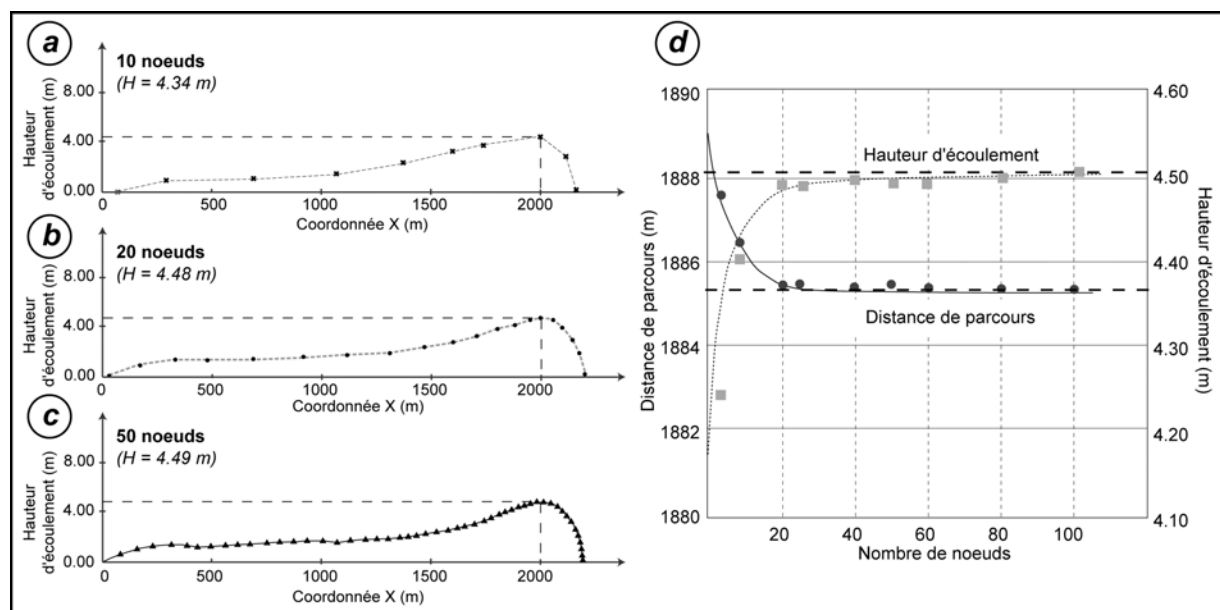 a
10 noeuds
(H = 4.34 m)
Hauteur
d'écoulement (m)
8.00
4.00
0.00
0
500
1000
1500
2000
Coordonnée X (m)
b
20 noeuds
(H = 4.48 m)
Hauteur
d'écoulement (m)
8.00
4.00
0.00
0
500
1000
1500
2000
Coordonnée X (m)
c
50 noeuds
(H = 4.49 m)
Hauteur
d'écoulement (m)
8.00
4.00
0.00
0
500
1000
1500
2000
Coordonnée X (m)
d
Distance de parcours (m)
1890
1888
1886
1884
1882
1880
Hauteur d'écoulement
Distance de parcours
20
40
60
80
100
Nombre de noeuds
4.60
4.50
4.40
4.30
4.20
4.10
Hauteur d'écoulement (m)